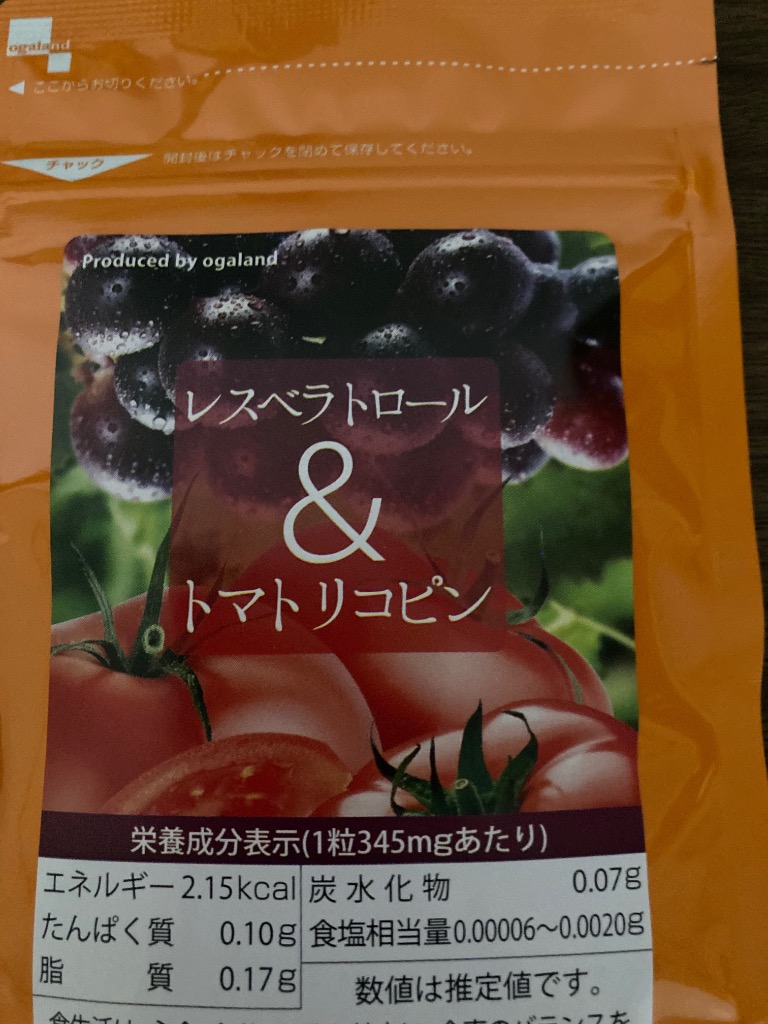 ogaland
ここからお切りください。
チャック
開封後はチャックを閉めて保存してください。
Produced by ogaland
レスベラトロール
&
トマトリコピン
栄養成分表示(1粒345mgあたり)
エネルギー 2.15kcal 炭水化物 0.07g
たんぱく質 0.10g 食塩相当量 0.00006～0.0020g
脂質 0.17g 数値は推定値です。